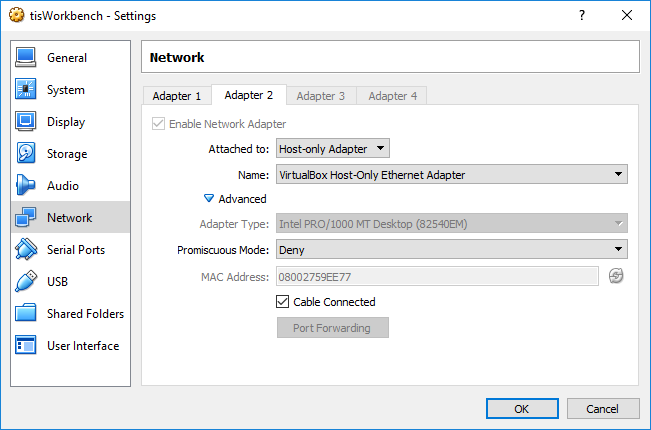 tisWorkbench - Settings
?
General
System
Display
Storage
Audio
Network
Serial Ports
USB
Shared Folders
User Interface
Network
Adapter 1 Adapter 2 Adapter 3 Adapter 4
Enable Network Adapter
Attached to: Host-only Adapter
Name: VirtualBox Host-Only Ethernet Adapter
Advanced
Adapter Type: Intel PRO/1000 MT Desktop (82540EM)
Promiscuous Mode: Deny
MAC Address: 08002759EE77
Cable Connected
Port Forwarding
OK Cancel